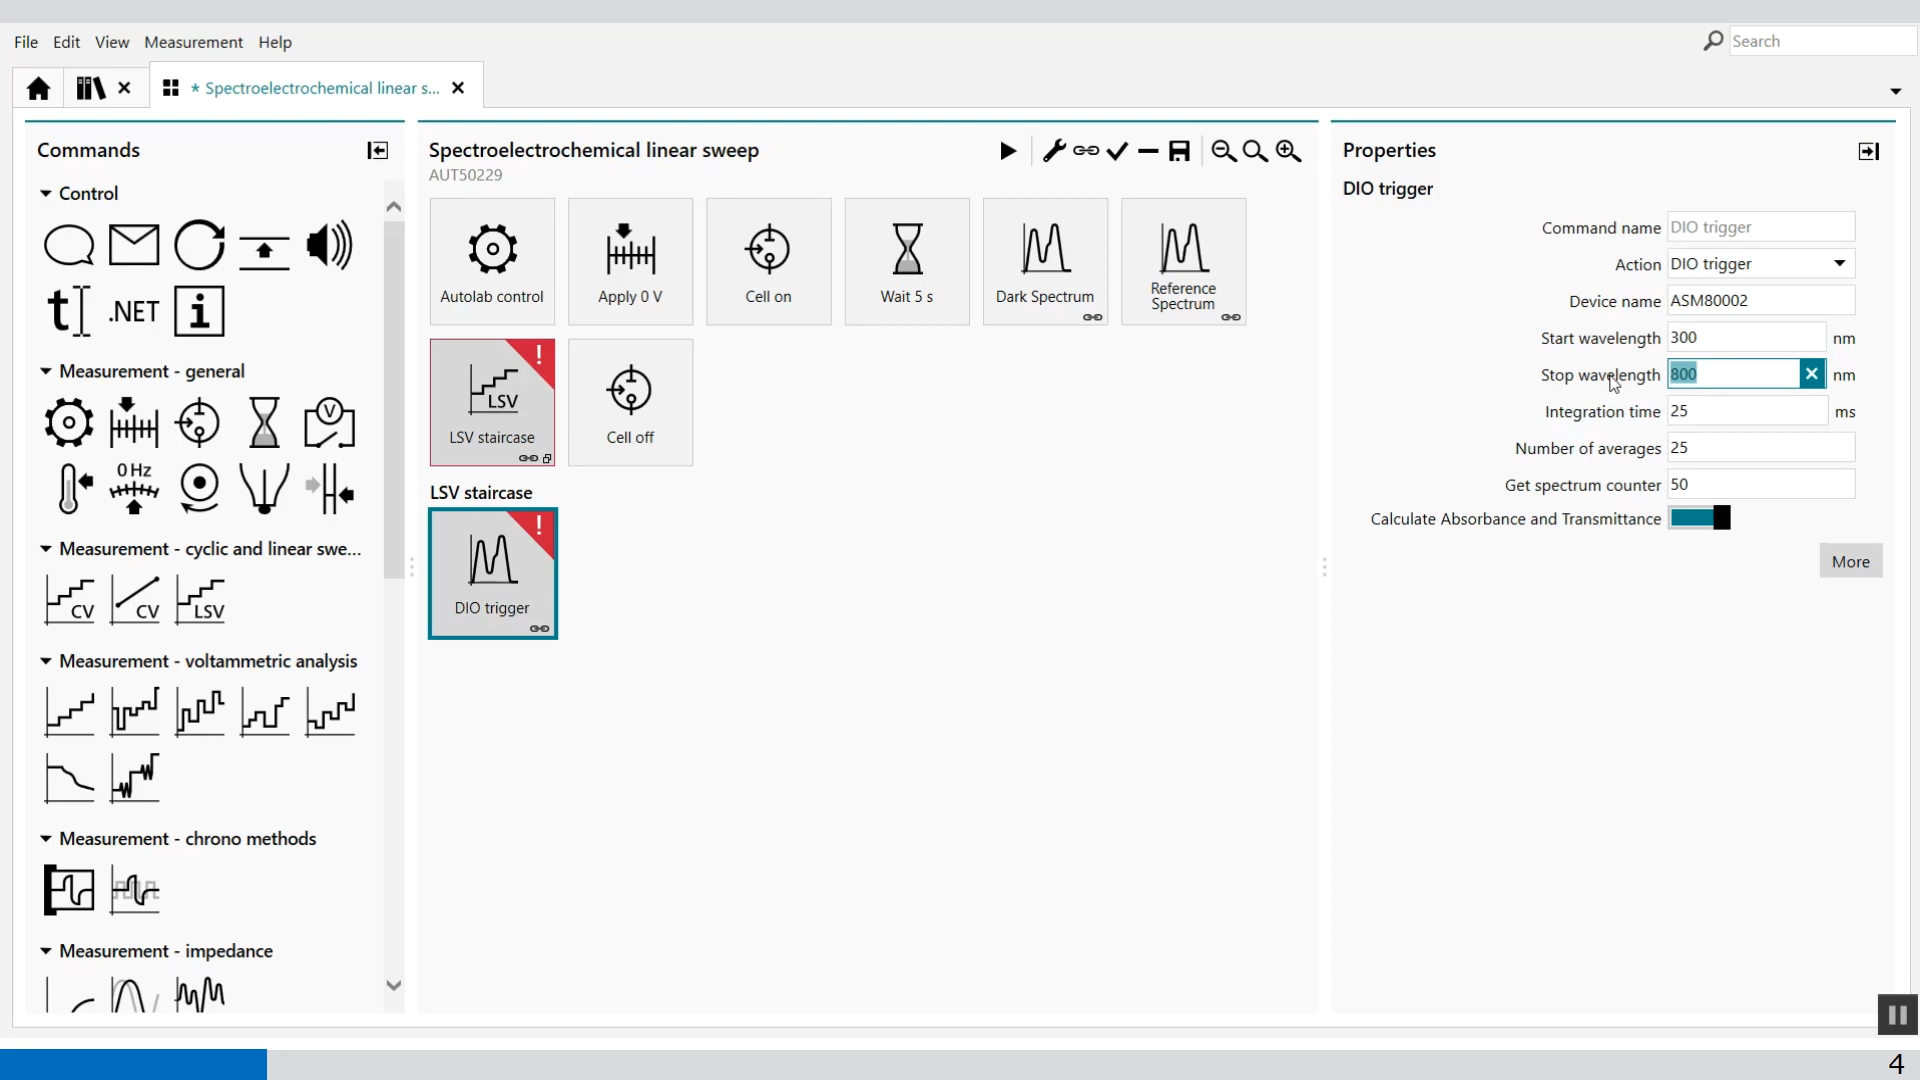 File Edit View Measurement Help
Search
* Spectroelectrochemical linear s...
Commands
Control
t
.NET
i
Measurement - general
V
0 Hz
Measurement - cyclic and linear swe...
CV
CV
LSV
Measurement - voltammetric analysis
Measurement - chrono methods
Measurement - impedance
Spectroelectrochemical linear sweep
AUT50229
Autolab control
Apply 0 V
Cell on
Wait 5 s
Dark Spectrum
Reference
Spectrum
!
LSV
LSV staircase
Cell off
LSV staircase
!
DIO trigger
Properties
DIO trigger
Command name DIO trigger
Action DIO trigger
Device name ASM80002
Start wavelength 300 nm
Stop wavelength 800 nm
Integration time 25 ms
Number of averages 25
Get spectrum counter 50
Calculate Absorbance and Transmittance
More
4